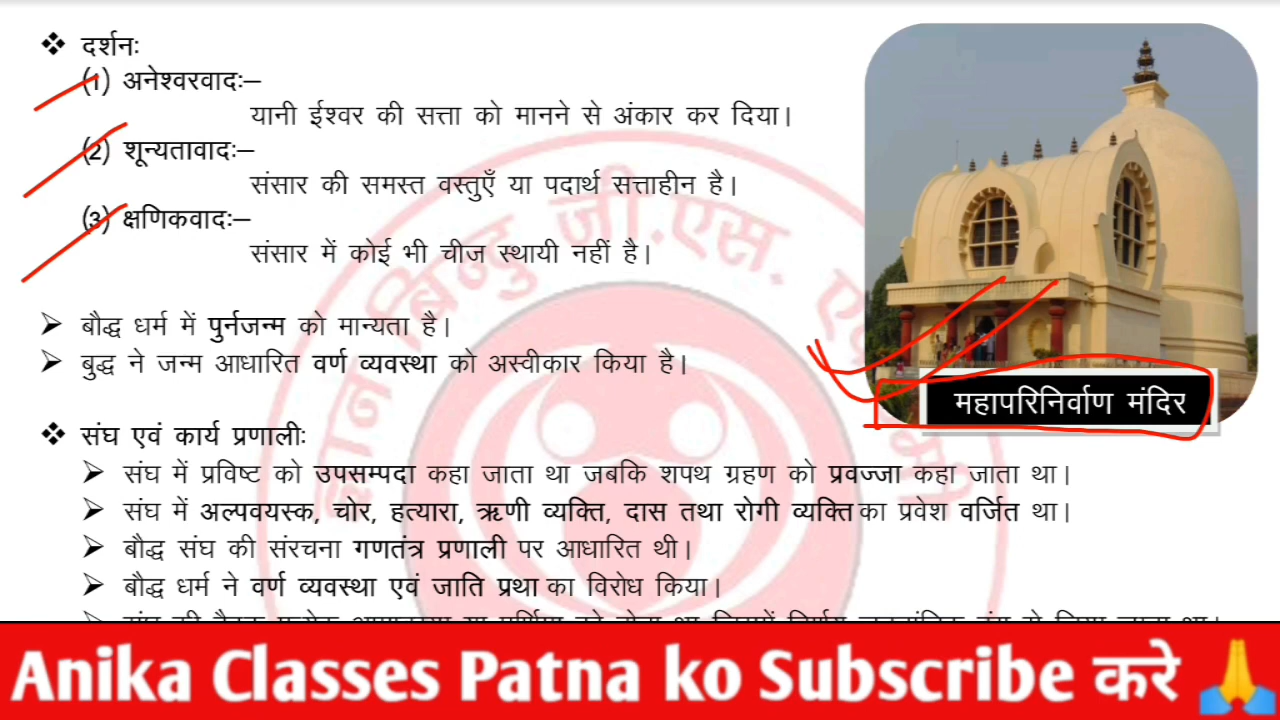 ❖ दर्शनः
(1) अनेश्वरवादः–
यानी ईश्वर की सत्ता को मानने से अंकार कर दिया।
(2) शून्यतावादः–
संसार की समस्त वस्तुएँ या पदार्थ सत्ताहीन है।
(3) क्षणिकवादः–
संसार में कोई भी चीज स्थायी नहीं है।
➢ बौद्ध धर्म में पुर्नजन्म को मान्यता है।
➢ बुद्ध ने जन्म आधारित वर्ण व्यवस्था को अस्वीकार किया है।
महापरिनिर्वाण मंदिर
❖ संघ एवं कार्य प्रणालीः
➢ संघ में प्रविष्ट को उपसम्पदा कहा जाता था जबकि शपथ ग्रहण को प्रवज्जा कहा जाता था।
➢ संघ में अल्पवयस्क, चोर, हत्यारा, ऋणी व्यक्ति, दास तथा रोगी व्यक्ति का प्रवेश वर्जित था।
➢ बौद्ध संघ की संरचना गणतंत्र प्रणाली पर आधारित थी।
➢ बौद्ध धर्म ने वर्ण व्यवस्था एवं जाति प्रथा का विरोध किया।
ज्ञान बिन्दु जी.एस.
Anika Classes Patna ko Subscribe करे 🙏